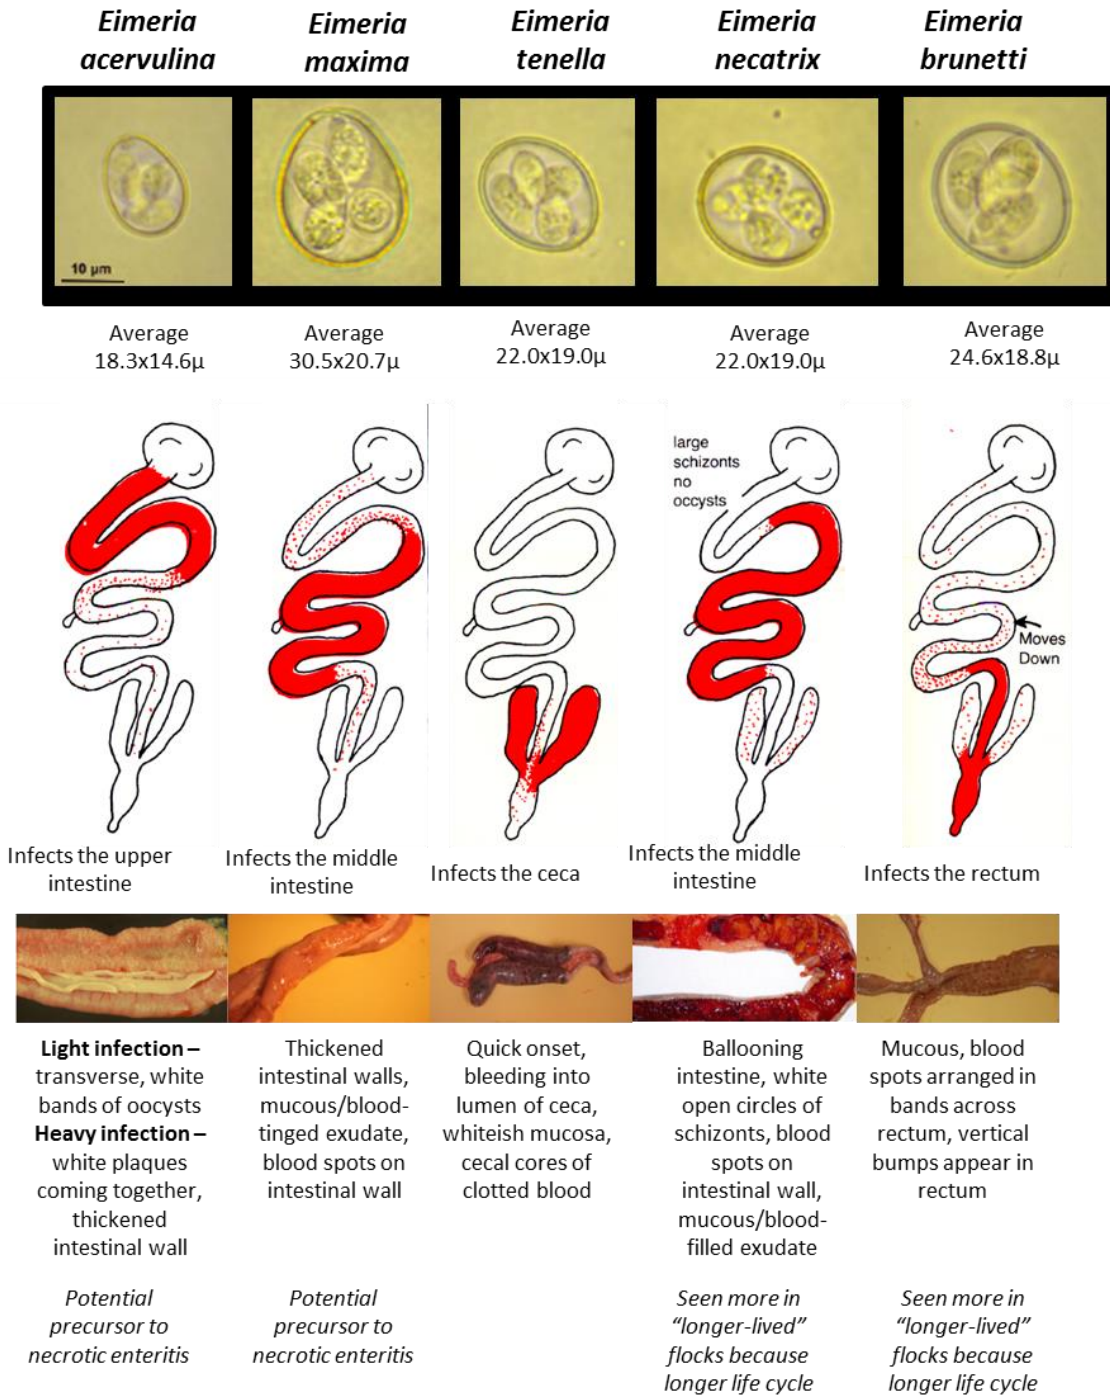 Eimeria
acervulina
Eimeria
maxima
Eimeria
tenella
Eimeria
necatrix
Eimeria
brunetti
10 µm
Average
18.3x14.6µ
Average
30.5x20.7µ
Average
22.0x19.0µ
Average
22.0x19.0µ
Average
24.6x18.8µ
large
schizonts
no
occysts
Moves
Down
Infects the upper
intestine
Infects the middle
intestine
Infects the ceca
Infects the middle
intestine
Infects the rectum
Light infection –
transverse, white
bands of oocysts
Heavy infection –
white plaques
coming together,
thickened
intestinal wall
Thickened
intestinal walls,
mucous/blood-
tinged exudate,
blood spots on
intestinal wall
Quick onset,
bleeding into
lumen of ceca,
whiteish mucosa,
cecal cores of
clotted blood
Ballooning
intestine, white
open circles of
schizonts, blood
spots on
intestinal wall,
mucous/blood-
filled exudate
Mucous, blood
spots arranged in
bands across
rectum, vertical
bumps appear in
rectum
Potential
precursor to
necrotic enteritis
Potential
precursor to
necrotic enteritis
Seen more in
“longer-lived”
flocks because
longer life cycle
Seen more in
“longer-lived”
flocks because
longer life cycle